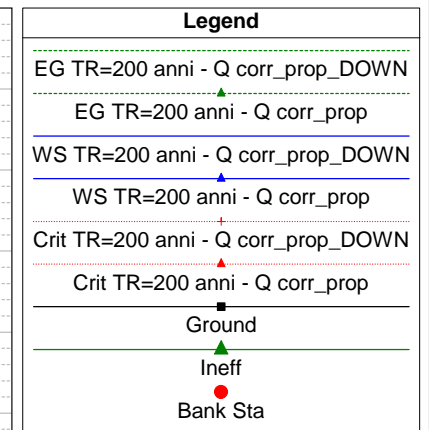 Legend
EG TR=200 anni - Q corr_prop_DOWN
EG TR=200 anni - Q corr_prop
WS TR=200 anni - Q corr_prop_DOWN
WS TR=200 anni - Q corr_prop
Crit TR=200 anni - Q corr_prop_DOWN
Crit TR=200 anni - Q corr_prop
Ground
Ineff
Bank Sta